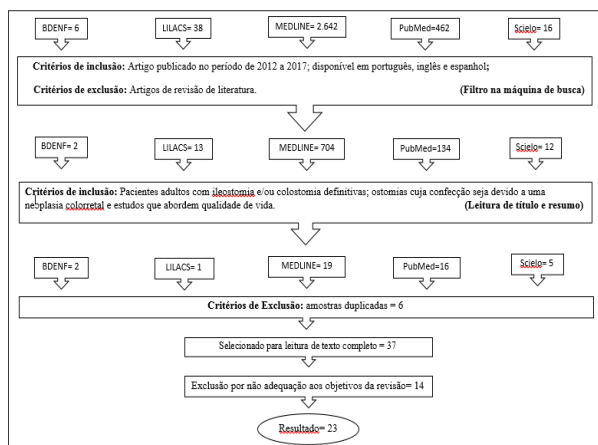 BDENF= 6 LILACS= 38 MEDLINE= 2.642 PubMed=462 Scielo= 16
Critérios de inclusão: Artigo publicado no período de 2012 a 2017; disponível em português, inglês e espanhol;
Critérios de exclusão: Artigos de revisão de literatura. (Filtro na máquina de busca)
BDENF= 2 LILACS= 13 MEDLINE= 704 PubMed=134 Scielo= 12
Critérios de inclusão: Pacientes adultos com ileostomia e/ou colostomia definitivas; ostomias cuja confecção seja devido a uma
neoplasia colorretal e estudos que abordem qualidade de vida. (Leitura de título e resumo)
BDENF= 2 LILACS= 1 MEDLINE= 19 PubMed=16 Scielo= 5
Critérios de Exclusão: amostras duplicadas = 6
Selecionado para leitura de texto completo = 37
Exclusão por não adequação aos objetivos da revisão= 14
Resultado= 23